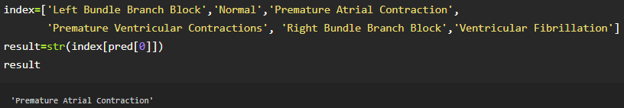 index=['Left Bundle Branch Block','Normal','Premature Atrial Contraction',
'Premature Ventricular Contractions', 'Right Bundle Branch Block','Ventricular Fibrillation']
result=str(index[pred[0]])
result
'Premature Atrial Contraction'